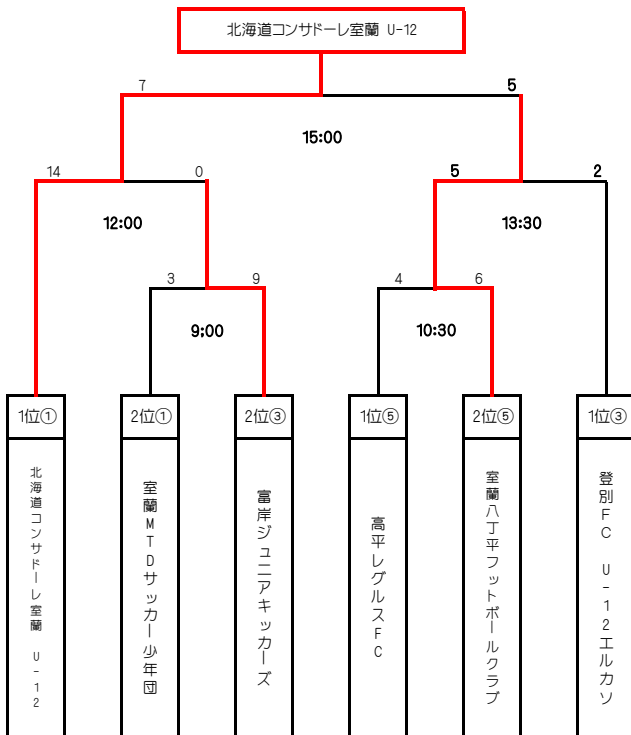 北海道コンサドーレ室蘭 U-12
7 5
15:00
14 0 5 2
12:00 13:30
3 9 4 6
9:00 10:30
1位① 2位① 2位③ 1位⑤ 2位⑤ 1位③
北海道コンサドーレ室蘭 U-12
室蘭MTDサッカー少年団
富岸ジュニアキッカーズ
高平レグルスFC
室蘭八丁平フットボールクラブ
登別FC U-12エルカソ